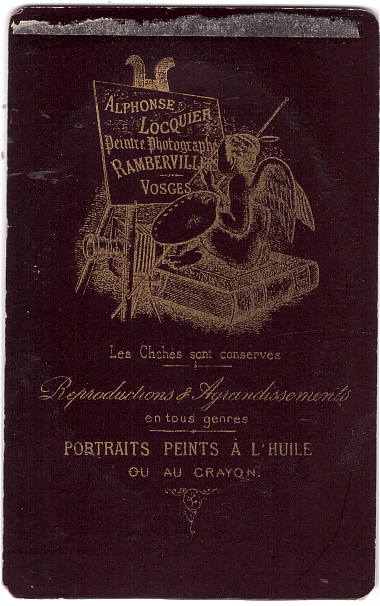 ALPHONSE
LOCQUIER
Peintre Photographe
RAMBERVILLER
VOSGES
Les Clichés sont conservés
Reproductions & Agrandissements
en tous genres
PORTRAITS PEINTS À L'HUILE
OU AU CRAYON.